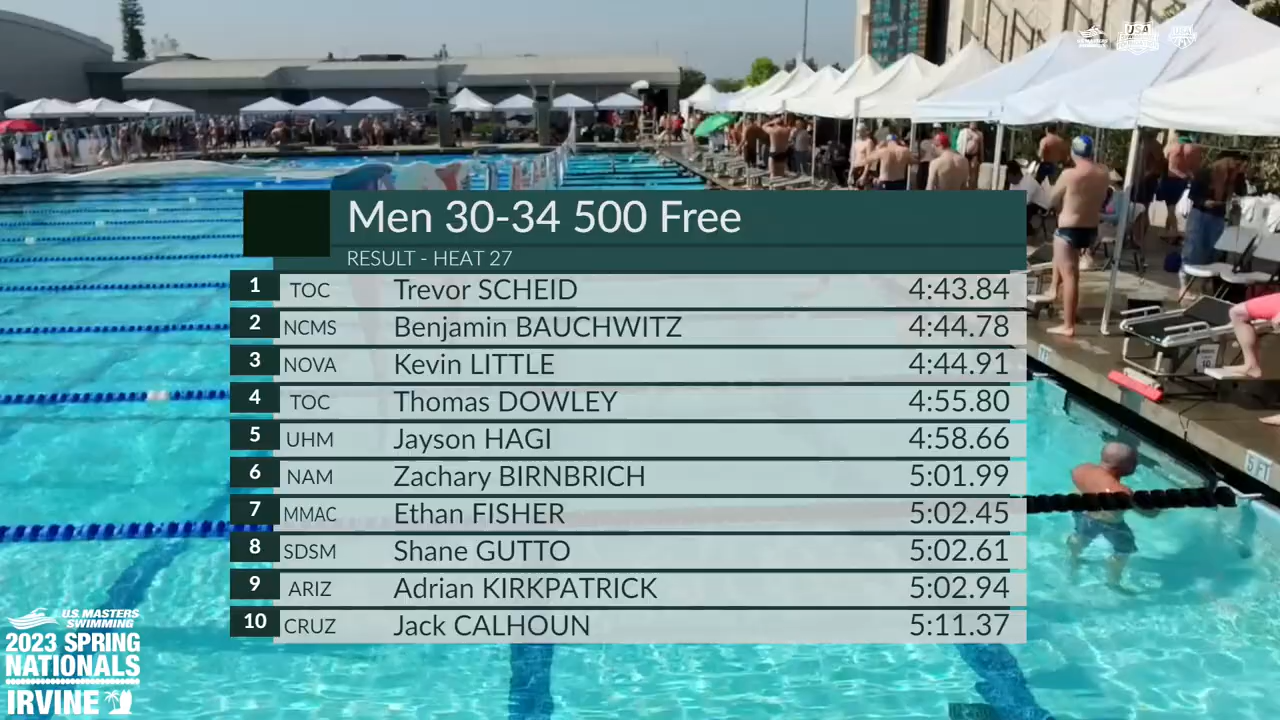 USA
Men 30-34 500 Free
RESULT - HEAT 27
1 TOC Trevor SCHEID 4:43.84
2 NCMS Benjamin BAUCHWITZ 4:44.78
3 NOVA Kevin LITTLE 4:44.91
4 TOC Thomas DOWLEY 4:55.80
5 UHM Jayson HAGI 4:58.66
6 NAM Zachary BIRNBRICH 5:01.99
7 MMAC Ethan FISHER 5:02.45
8 SDSM Shane GUTTO 5:02.61
9 ARIZ Adrian KIRKPATRICK 5:02.94
10 CRUZ Jack CALHOUN 5:11.37
5 FT
U.S. MASTERS
SWIMMING
2023 SPRING
NATIONALS
IRVINE